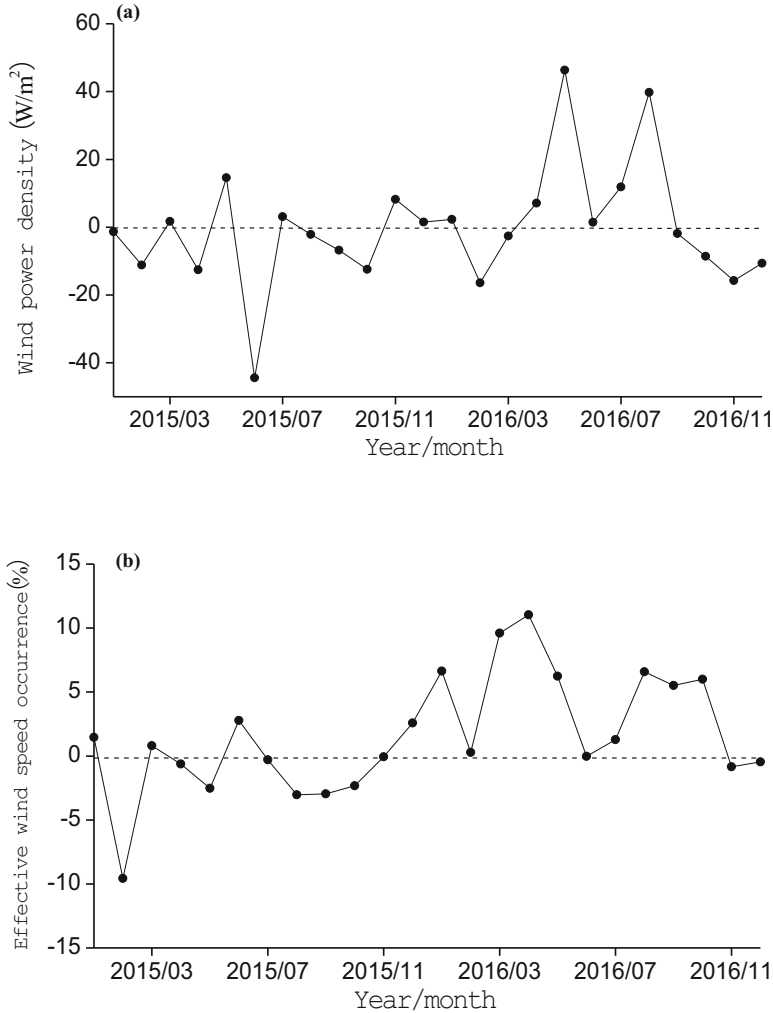 (a)
Wind power density (W/m²)
60
40
20
0
-20
-40
2015/03 2015/07 2015/11 2016/03 2016/07 2016/11
Year/month
(b)
Effective wind speed occurrence(%)
15
10
5
0
-5
-10
-15
2015/03 2015/07 2015/11 2016/03 2016/07 2016/11
Year/month